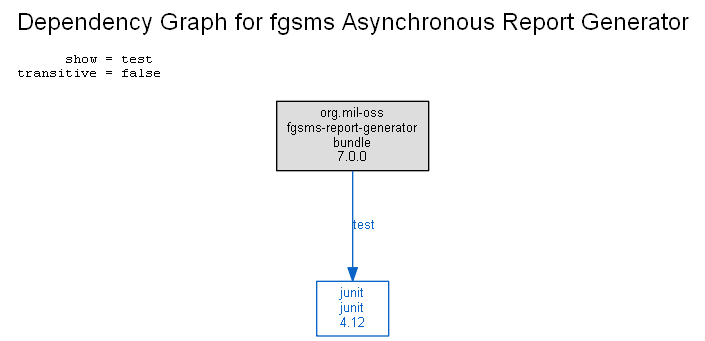 Dependency Graph for fgsms Asynchronous Report Generator
show = test
transitive = false
org.mil-oss
fgsms-report-generator
bundle
7.0.0
test
junit
junit
4.12